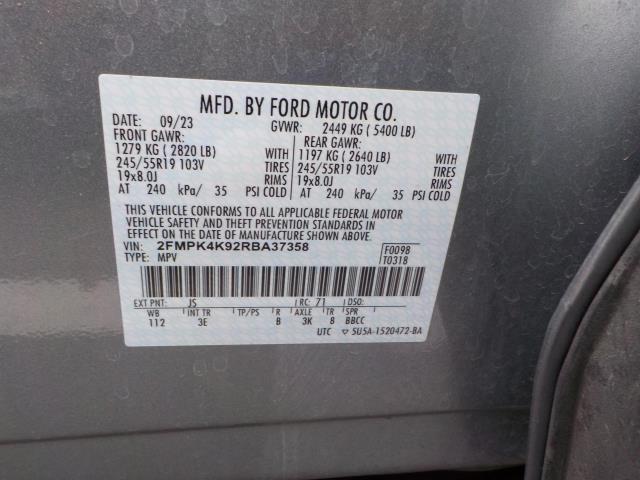 MFD. BY FORD MOTOR CO.
DATE: 09/23 GVWR: 2449 KG ( 5400 LB)
FRONT GAWR: REAR GAWR:
1279 KG ( 2820 LB) WITH 1197 KG ( 2640 LB) WITH
245/55R19 103V TIRES 245/55R19 103V TIRES
19x8.0J RIMS 19x8.0J RIMS
AT 240 kPa/ 35 PSI COLD AT 240 kPa/ 35 PSI COLD
THIS VEHICLE CONFORMS TO ALL APPLICABLE FEDERAL MOTOR
VEHICLE SAFETY AND THEFT PREVENTION STANDARDS IN
EFFECT ON THE DATE OF MANUFACTURE SHOWN ABOVE.
VIN: 2FMPK4K92RBA37358 F0098
TYPE: MPV T0318
EXT PNT: JS RC: 71 DSO:
WB INT TR TP/PS R AXLE TR SPR
112 3E B 3K 8 BBCC
UTC ▽ 5U5A-1520472-BA